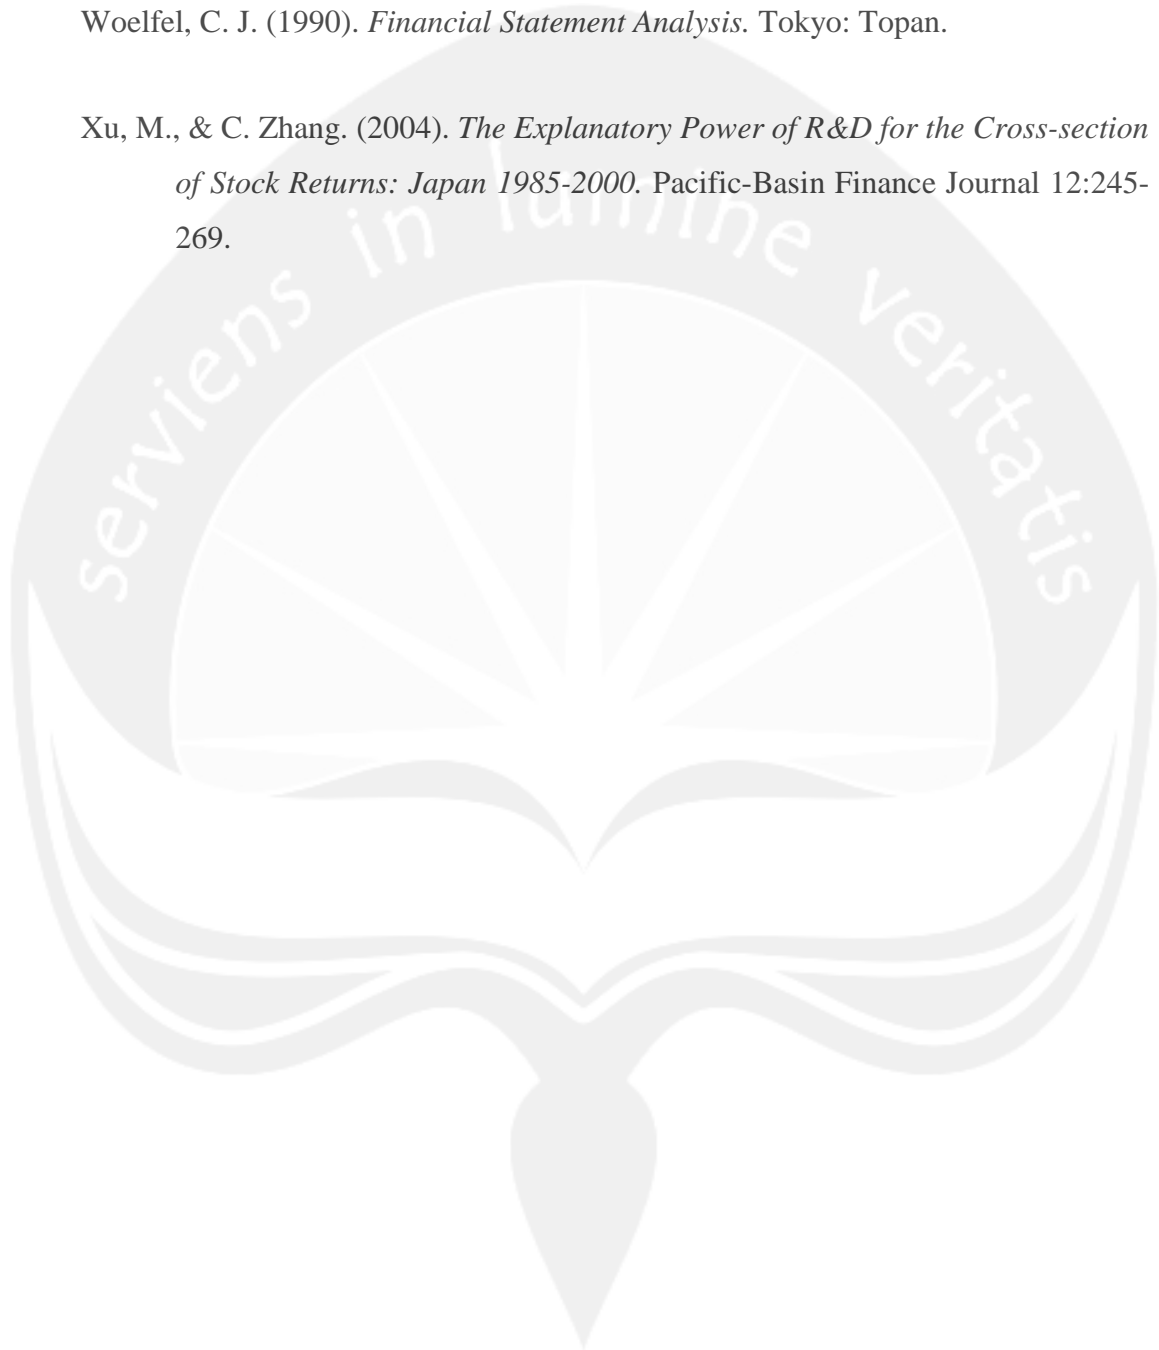 Woelfel, C. J. (1990). Financial Statement Analysis. Tokyo: Topan.
Xu, M., & C. Zhang. (2004). The Explanatory Power of R&D for the Cross-section
of Stock Returns: Japan 1985-2000. Pacific-Basin Finance Journal 12:245-
269.
serviens in lumine veritatis